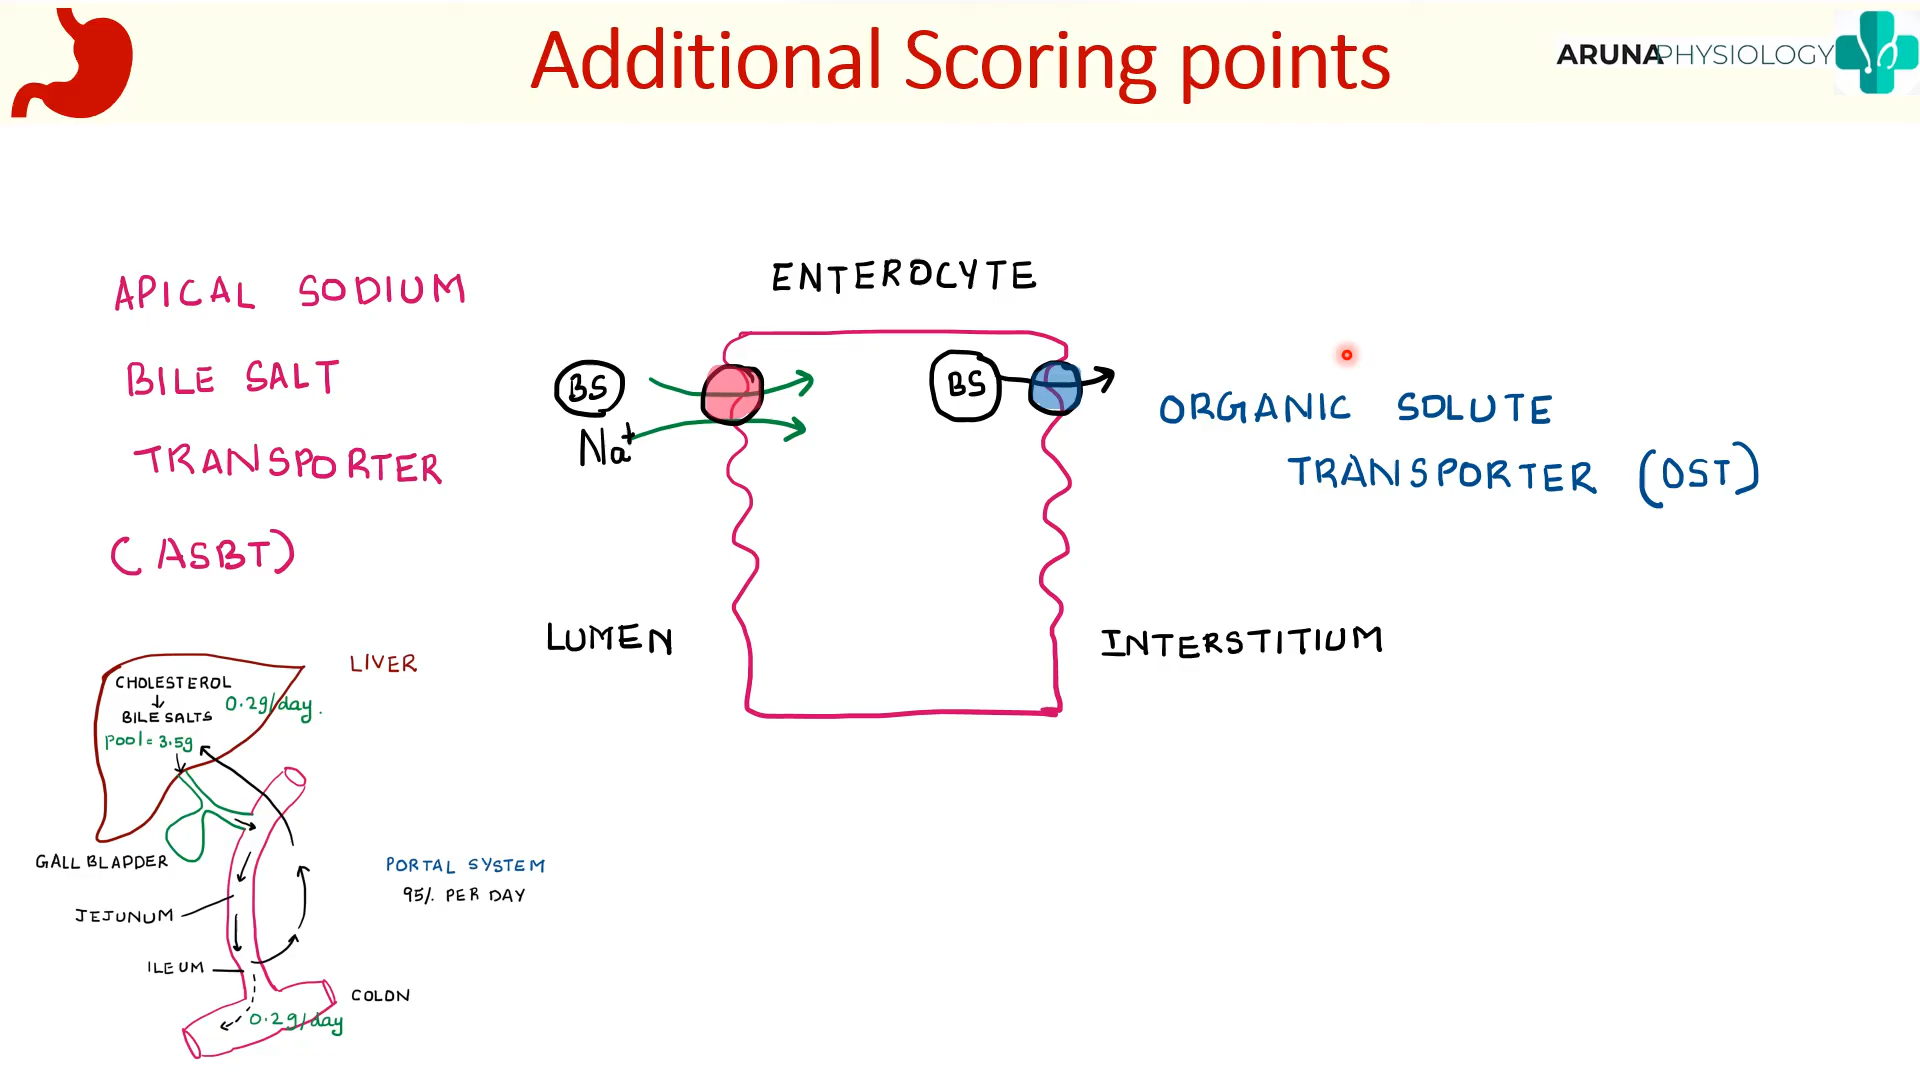 Additional Scoring points
ARUNAPHYSIOLOGY
ENTEROCYTE
APICAL SODIUM
BILE SALT
TRANSPORTER
(ASBT)
BS
Na+
BS
ORGANIC SOLUTE
TRANSPORTER (OST)
LUMEN
INTERSTITIUM
LIVER
CHOLESTEROL
BILE SALTS
0.2g/day.
pool = 3.5g
GALL BLADDER
PORTAL SYSTEM
95% PER DAY
JEJUNUM
ILEUM
COLON
0.2g/day